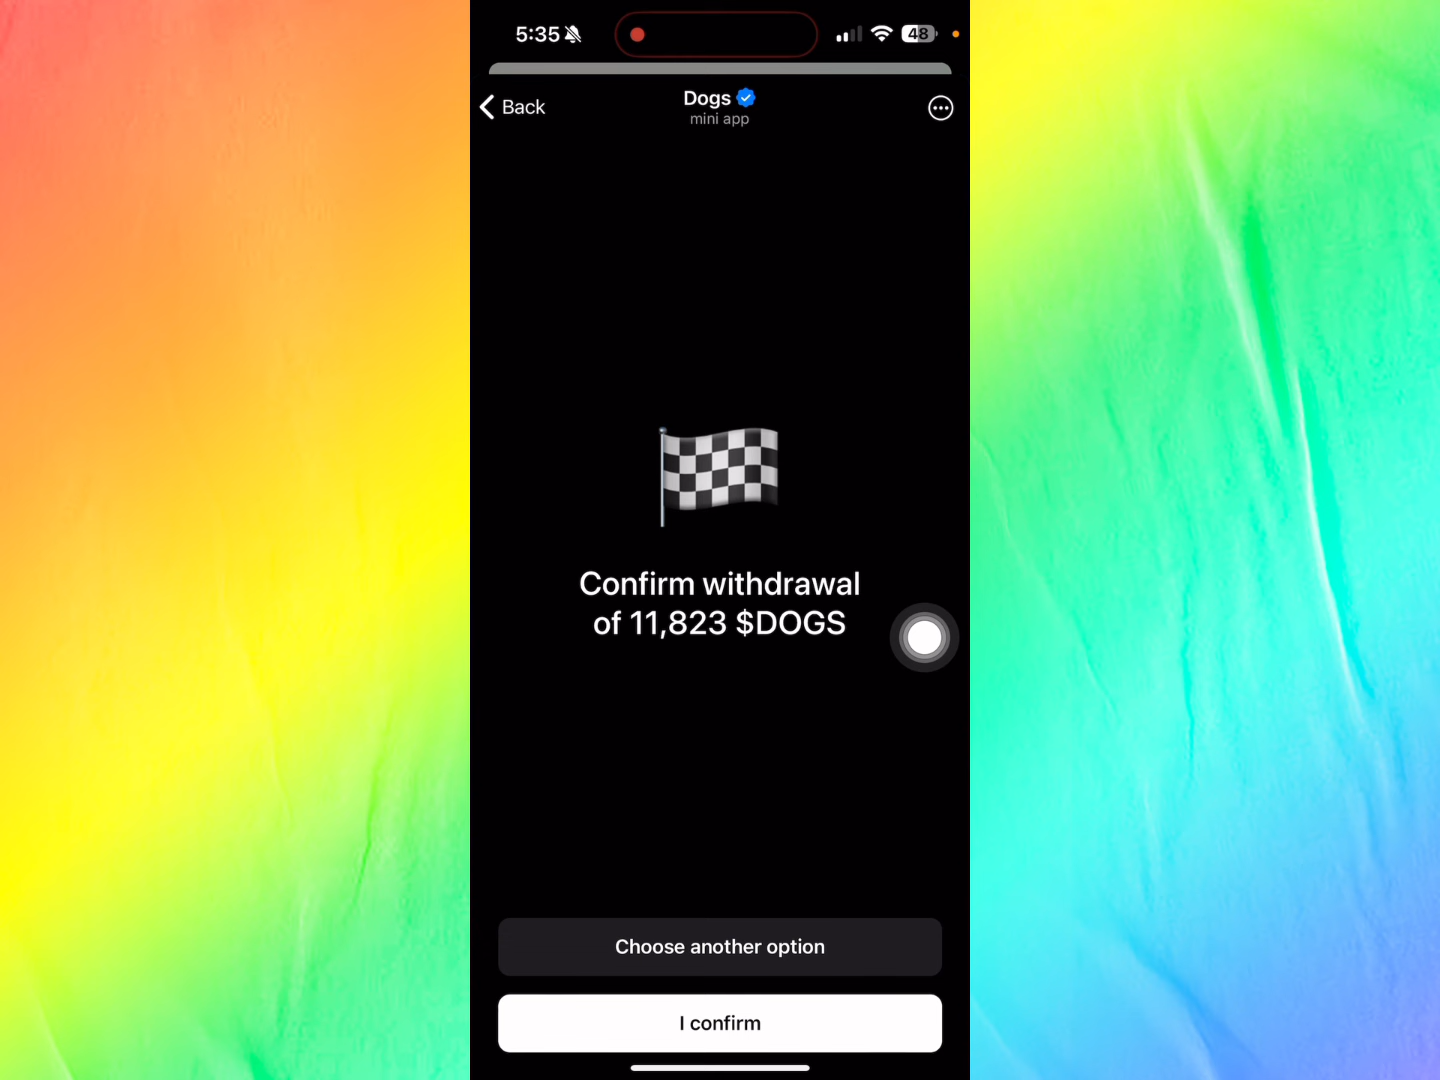 5:35
48
Back
Dogs
mini app
Confirm withdrawal
of 11,823 $DOGS
Choose another option
I confirm